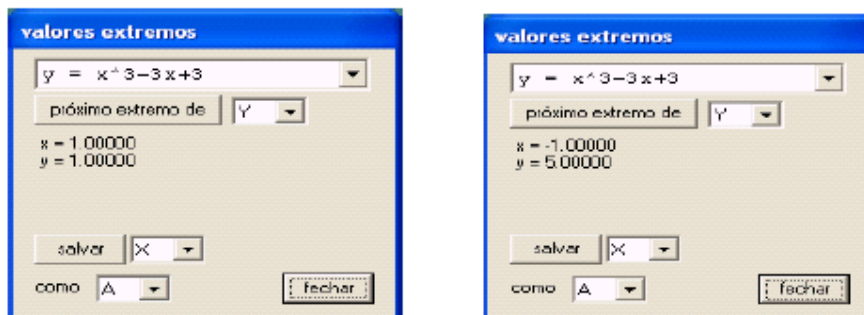 valores extremos
y = x^3-3x+3
próximo extremo de Y
x = 1.00000
y = 1.00000
salvar X
como A fechar
valores extremos
y = x^3-3x+3
próximo extremo de Y
x = -1.00000
y = 5.00000
salvar X
como A fechar